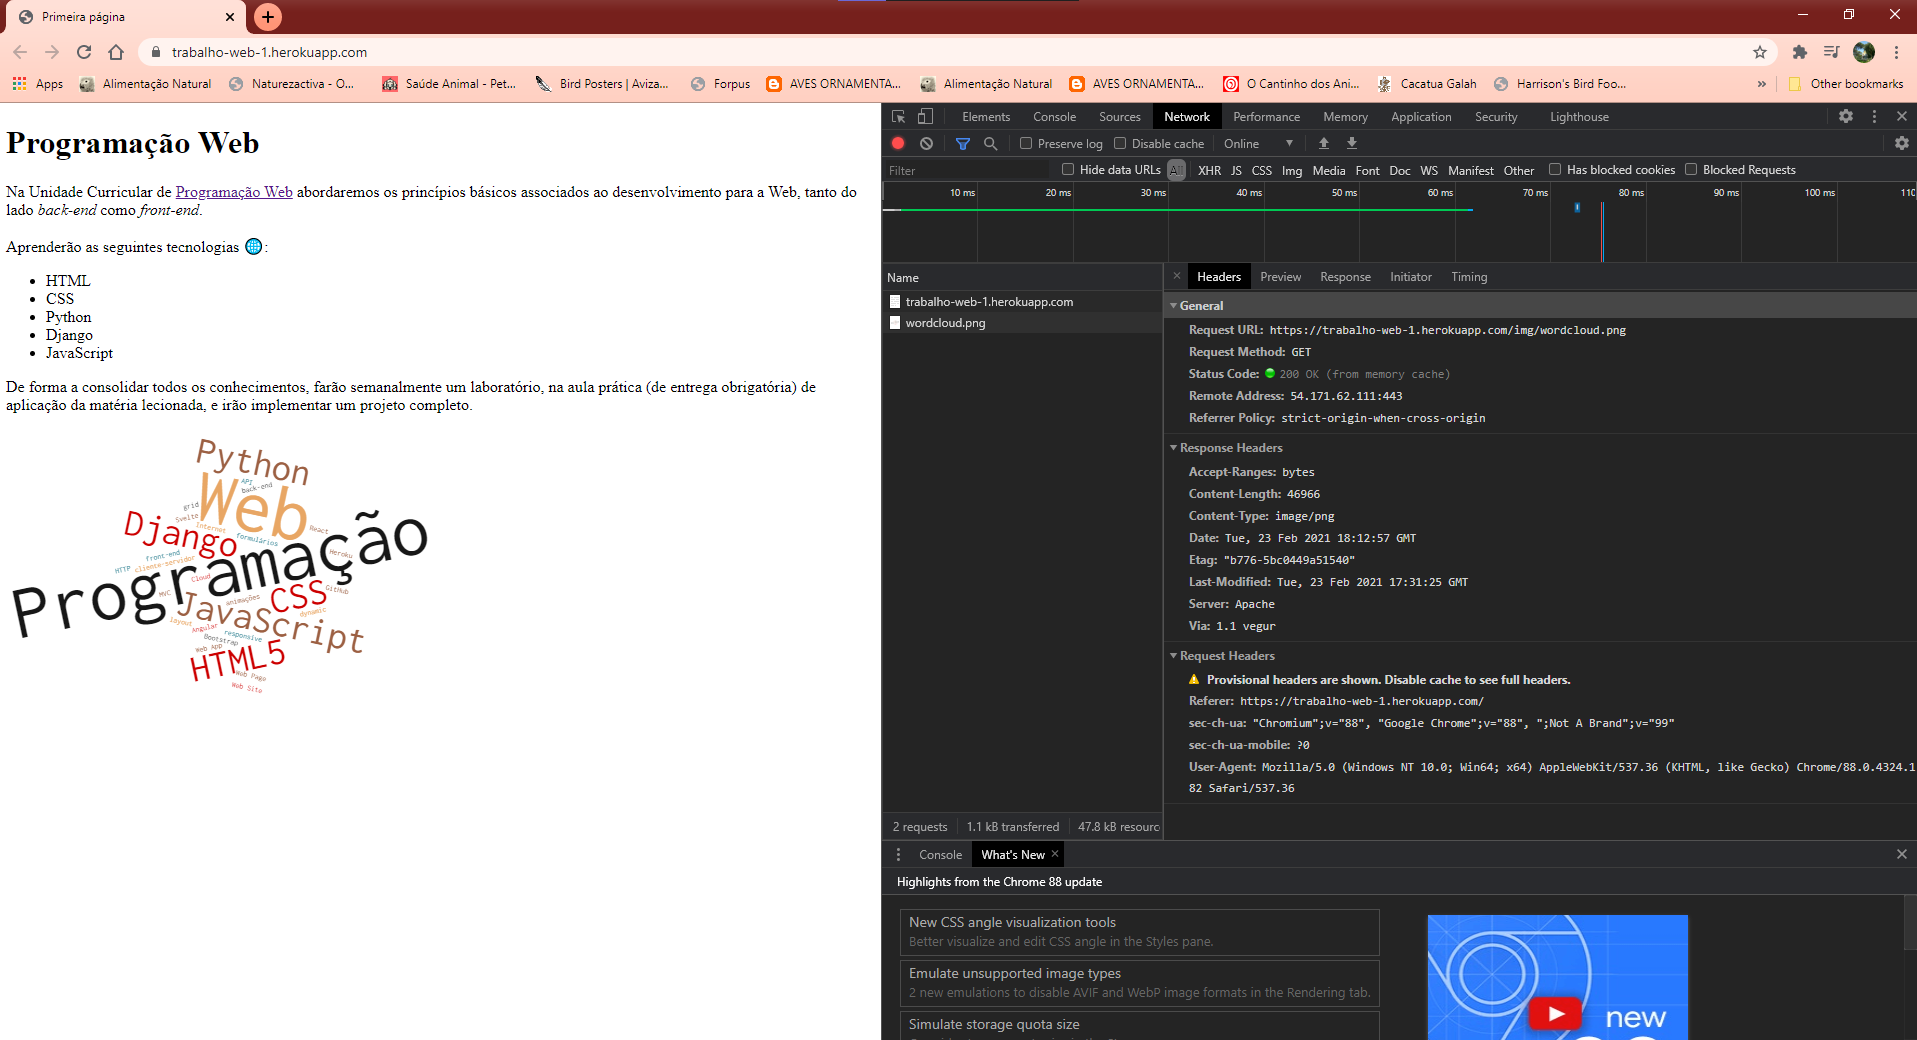 Primeira página
trabalho-web-1.herokuapp.com
Apps
Alimentação Natural
Naturezactiva - O...
Saúde Animal - Pet...
Bird Posters | Aviza...
Forpus
AVES ORNAMENTA...
Alimentação Natural
AVES ORNAMENTA...
O Cantinho dos Ani...
Cacatua Galah
Harrison's Bird Foo...
»
Other bookmarks
Programação Web
Na Unidade Curricular de Programação Web abordaremos os princípios básicos associados ao desenvolvimento para a Web, tanto do
lado back-end como front-end.
Aprenderão as seguintes tecnologias 🌐:
• HTML
• CSS
• Python
• Django
• JavaScript
De forma a consolidar todos os conhecimentos, farão semanalmente um laboratório, na aula prática (de entrega obrigatória) de
aplicação da matéria lecionada, e irão implementar um projeto completo.
Python
API
back-end
Web
grid
Svelte
Internet
React
Django
formulários
Programação
Heroku
front-end
HTTP
cliente-servidor
Cloud
MVC
CSS
GitHub
animações
JavaScript
dynamic
layout
Angular
responsive
Bootstrap
Web App
HTML5
Web Page
Web Site
Elements
Console
Sources
Network
Performance
Memory
Application
Security
Lighthouse
Preserve log
Disable cache
Online
Filter
Hide data URLs
All
XHR
JS
CSS
Img
Media
Font
Doc
WS
Manifest
Other
Has blocked cookies
Blocked Requests
10 ms
20 ms
30 ms
40 ms
50 ms
60 ms
70 ms
80 ms
90 ms
100 ms
110
Name
trabalho-web-1.herokuapp.com
wordcloud.png
Headers
Preview
Response
Initiator
Timing
General
Request URL: https://trabalho-web-1.herokuapp.com/img/wordcloud.png
Request Method: GET
Status Code: 200 OK (from memory cache)
Remote Address: 54.171.62.111:443
Referrer Policy: strict-origin-when-cross-origin
Response Headers
Accept-Ranges: bytes
Content-Length: 46966
Content-Type: image/png
Date: Tue, 23 Feb 2021 18:12:57 GMT
Etag: "b776-5bc0449a51540"
Last-Modified: Tue, 23 Feb 2021 17:31:25 GMT
Server: Apache
Via: 1.1 vegur
Request Headers
Provisional headers are shown. Disable cache to see full headers.
Referer: https://trabalho-web-1.herokuapp.com/
sec-ch-ua: "Chromium";v="88", "Google Chrome";v="88", ";Not A Brand";v="99"
sec-ch-ua-mobile: ?0
User-Agent: Mozilla/5.0 (Windows NT 10.0; Win64; x64) AppleWebKit/537.36 (KHTML, like Gecko) Chrome/88.0.4324.1
82 Safari/537.36
2 requests
1.1 kB transferred
47.8 kB resourc
Console
What's New
Highlights from the Chrome 88 update
New CSS angle visualization tools
Better visualize and edit CSS angle in the Styles pane.
Emulate unsupported image types
2 new emulations to disable AVIF and WebP image formats in the Rendering tab.
Simulate storage quota size
new